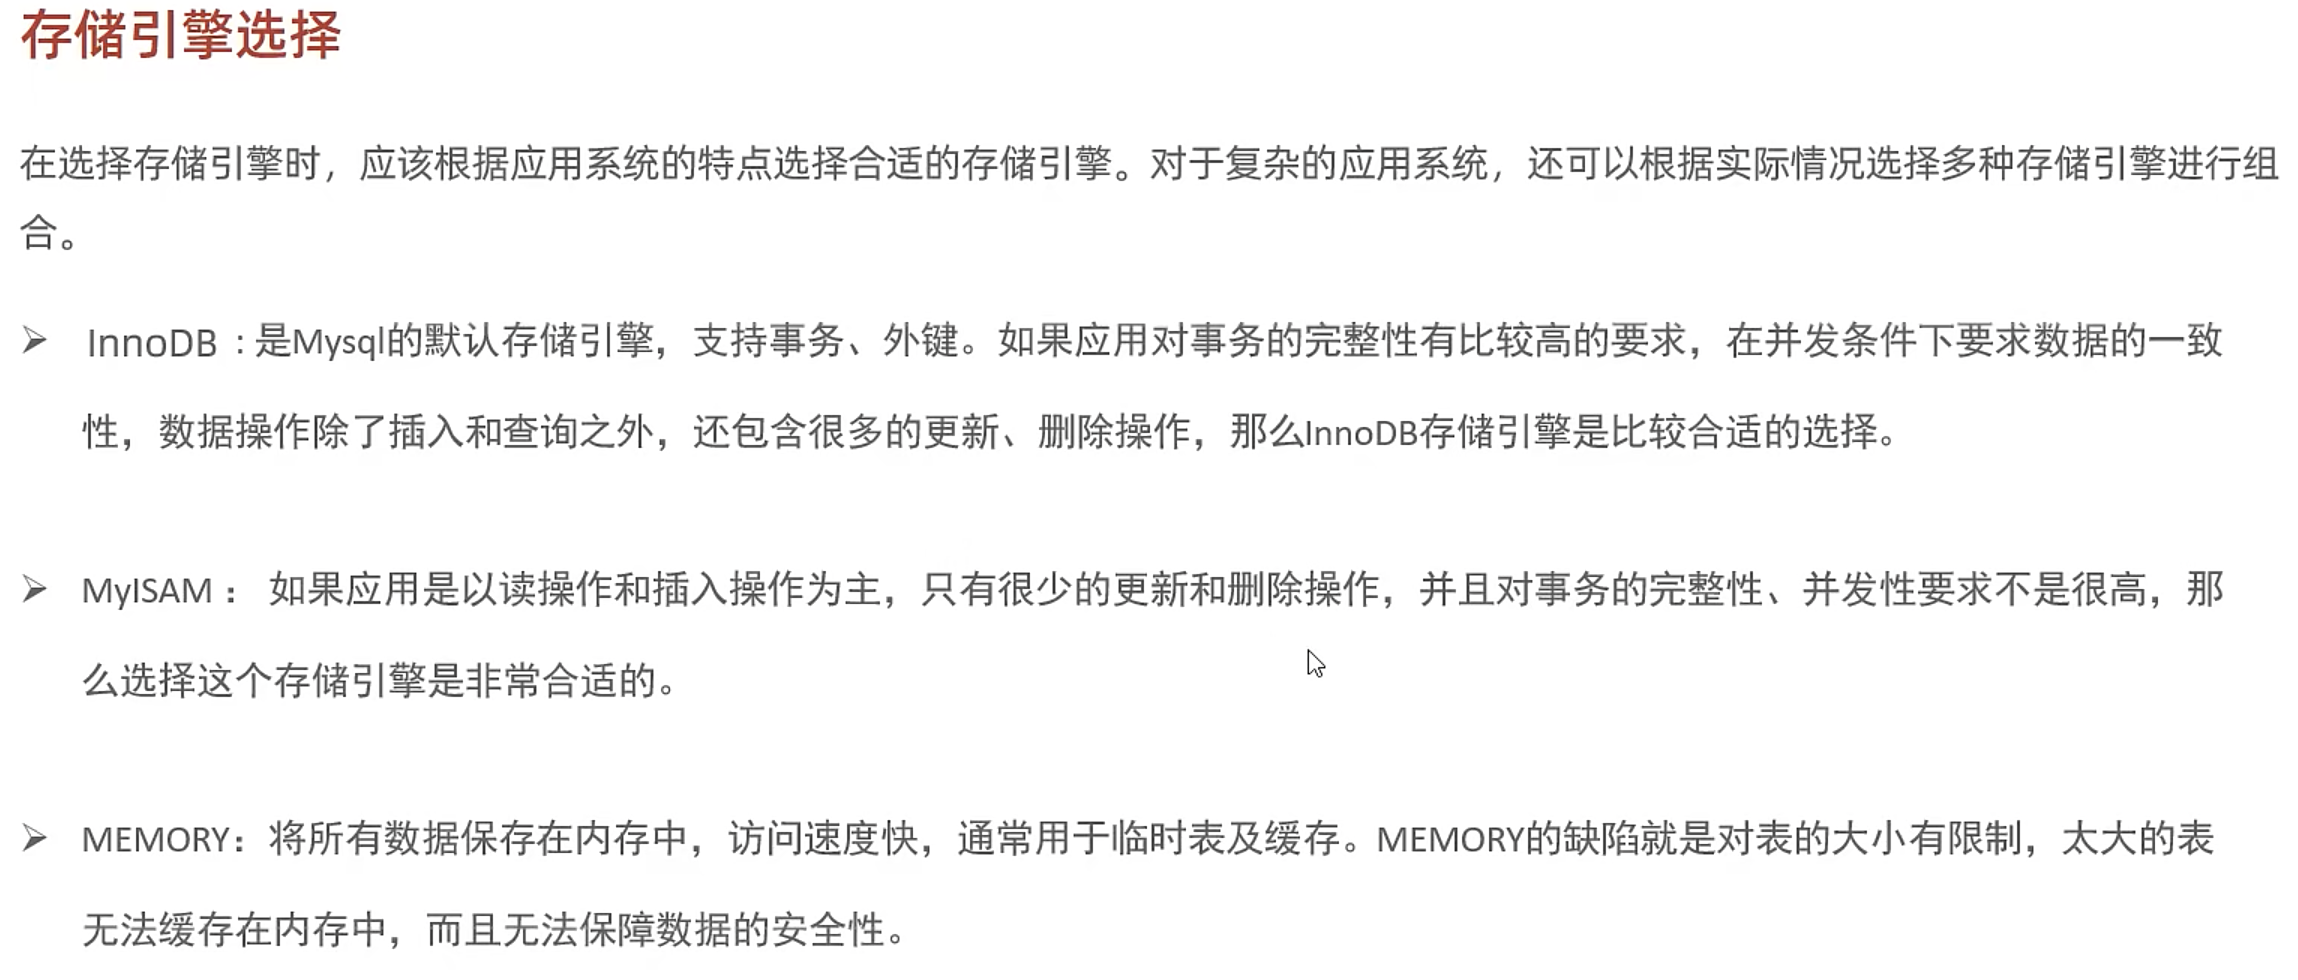 存储引擎选择
在选择存储引擎时，应该根据应用系统的特点选择合适的存储引擎。对于复杂的应用系统，还可以根据实际情况选择多种存储引擎进行组
合。
➢ InnoDB : 是Mysql的默认存储引擎，支持事务、外键。如果应用对事务的完整性有比较高的要求，在并发条件下要求数据的一致
性，数据操作除了插入和查询之外，还包含很多的更新、删除操作，那么InnoDB存储引擎是比较合适的选择。
➢ MyISAM ： 如果应用是以读操作和插入操作为主，只有很少的更新和删除操作，并且对事务的完整性、并发性要求不是很高，那
么选择这个存储引擎是非常合适的。
➢ MEMORY：将所有数据保存在内存中，访问速度快，通常用于临时表及缓存。MEMORY的缺陷就是对表的大小有限制，太大的表
无法缓存在内存中，而且无法保障数据的安全性。